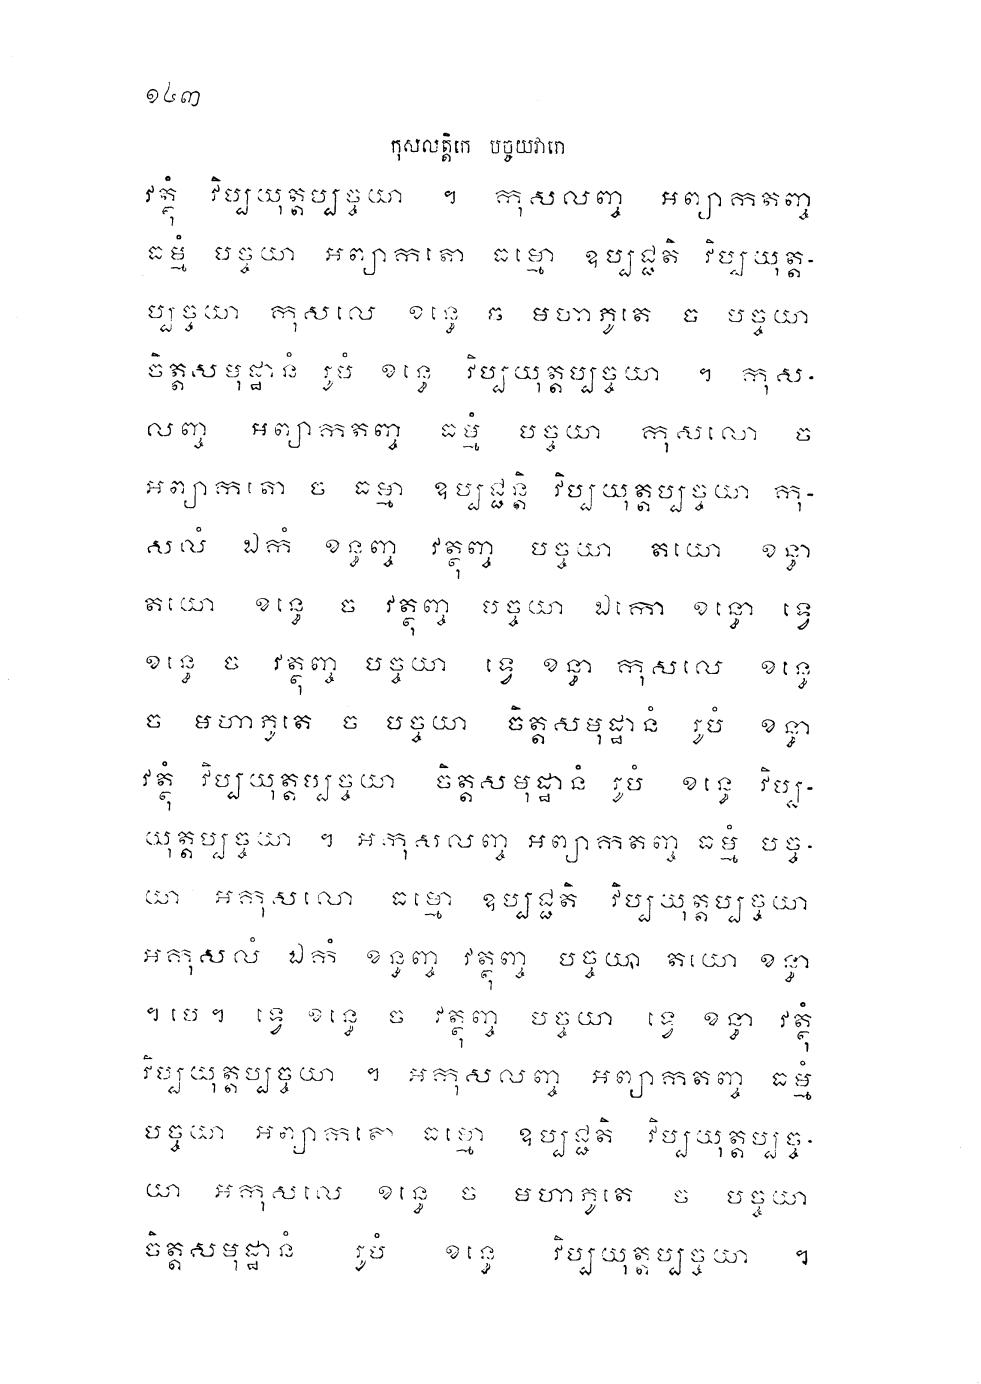 ១៤៣
កុសលត្តិកេ បច្ចយវារោ
វត្ថុំ វិប្បយុត្តប្បច្ចយា ។ កុសលញ្ច អព្យាកតញ្ច
ធម្មំ បច្ចយា អព្យាកតោ ធម្មោ ឧប្បជ្ជតិ វិប្បយុត្ត-
ប្បច្ចយា កុសលេ ខន្ធេ ច មហាភូតេ ច បច្ចយា
ចិត្តសមុដ្ឋានំ រូបំ ខន្ធេ វិប្បយុត្តប្បច្ចយា ។ កុស-
លញ្ច អព្យាកតញ្ច ធម្មំ បច្ចយា កុសលោ ច
អព្យាកតោ ច ធម្មា ឧប្បជ្ជន្តិ វិប្បយុត្តប្បច្ចយា កុ-
សលំ ឯកំ ខន្ធញ្ច វត្ថុញ្ច បច្ចយា តយោ ខន្ធា
តយោ ខន្ធេ ច វត្ថុញ្ច បច្ចយា ឯកោ ខន្ធោ ទ្វេ
ខន្ធេ ច វត្ថុញ្ច បច្ចយា ទ្វេ ខន្ធា កុសលេ ខន្ធេ
ច មហាភូតេ ច បច្ចយា ចិត្តសមុដ្ឋានំ រូបំ ខន្ធា
វត្ថុំ វិប្បយុត្តប្បច្ចយា ចិត្តសមុដ្ឋានំ រូបំ ខន្ធេ វិប្ប-
យុត្តប្បច្ចយា ។ អកុសលញ្ច អព្យាកតញ្ច ធម្មំ បច្ច-
យា អកុសលោ ធម្មោ ឧប្បជ្ជតិ វិប្បយុត្តប្បច្ចយា
អកុសលំ ឯកំ ខន្ធញ្ច វត្ថុញ្ច បច្ចយា តយោ ខន្ធា
។បេ។ ទ្វេ ខន្ធេ ច វត្ថុញ្ច បច្ចយា ទ្វេ ខន្ធា វត្ថុំ
វិប្បយុត្តប្បច្ចយា ។ អកុសលញ្ច អព្យាកតញ្ច ធម្មំ
បច្ចយា អព្យាកតោ ធម្មោ ឧប្បជ្ជតិ វិប្បយុត្តប្បច្ច-
យា អកុសលេ ខន្ធេ ច មហាភូតេ ច បច្ចយា
ចិត្តសមុដ្ឋានំ រូបំ ខន្ធេ វិប្បយុត្តប្បច្ចយា ។